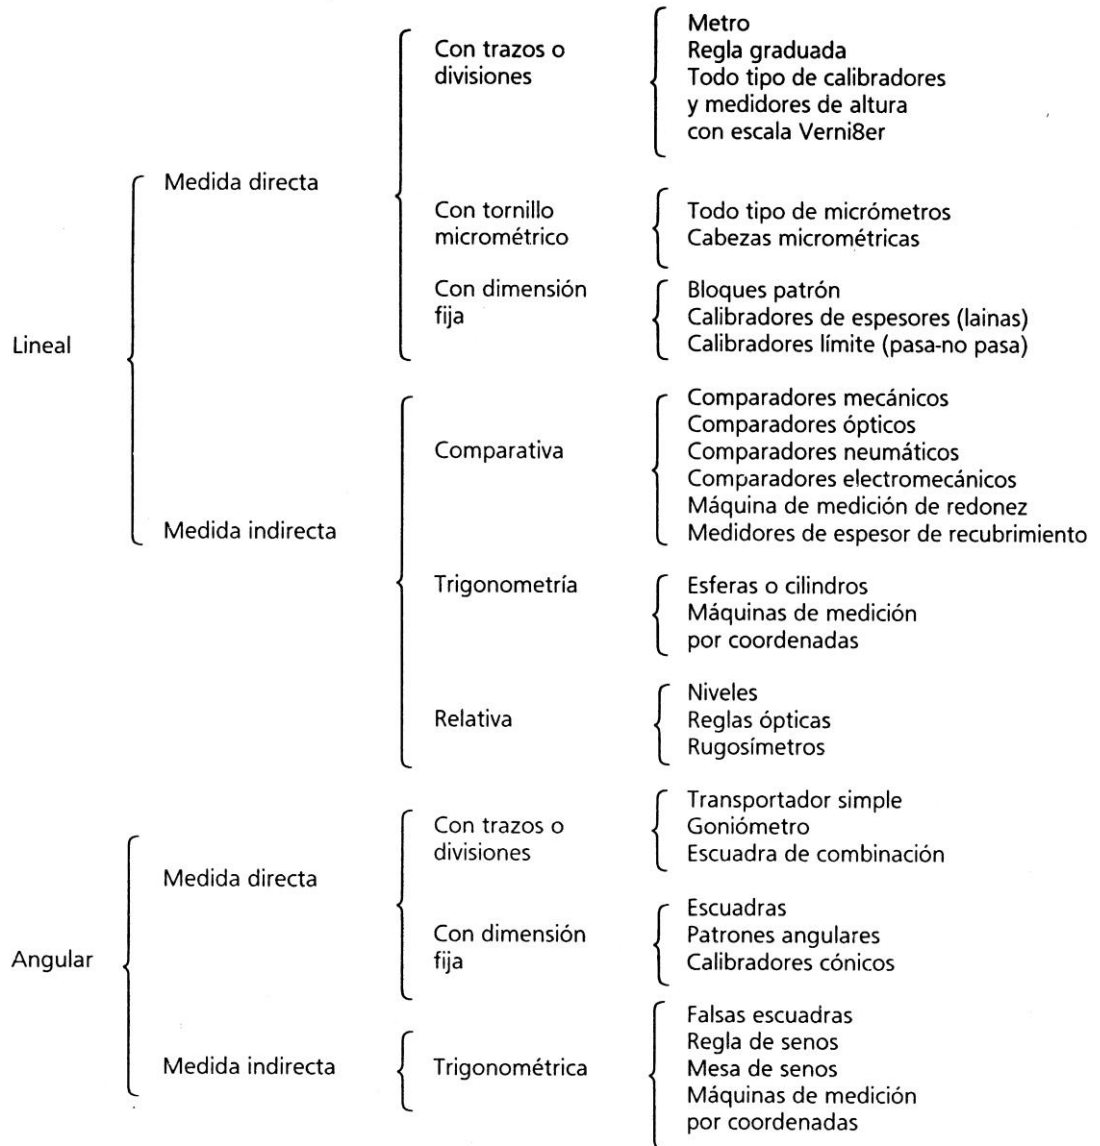 Lineal
Medida directa
Con trazos o
divisiones
Metro
Regla graduada
Todo tipo de calibradores
y medidores de altura
con escala Verni8er
Con tornillo
micrométrico
Todo tipo de micrómetros
Cabezas micrométricas
Con dimensión
fija
Bloques patrón
Calibradores de espesores (lainas)
Calibradores límite (pasa-no pasa)
Medida indirecta
Comparativa
Comparadores mecánicos
Comparadores ópticos
Comparadores neumáticos
Comparadores electromecánicos
Máquina de medición de redonez
Medidores de espesor de recubrimiento
Trigonometría
Esferas o cilindros
Máquinas de medición
por coordenadas
Relativa
Niveles
Reglas ópticas
Rugosímetros
Angular
Medida directa
Con trazos o
divisiones
Transportador simple
Goniómetro
Escuadra de combinación
Con dimensión
fija
Escuadras
Patrones angulares
Calibradores cónicos
Medida indirecta
Trigonométrica
Falsas escuadras
Regla de senos
Mesa de senos
Máquinas de medición
por coordenadas